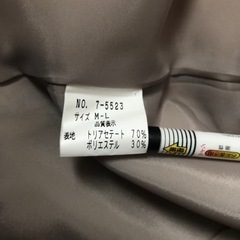 NO. 7-5523
サイズ M-L
品質表示
表地 トリアセテート 70%
ポリエステル 30%